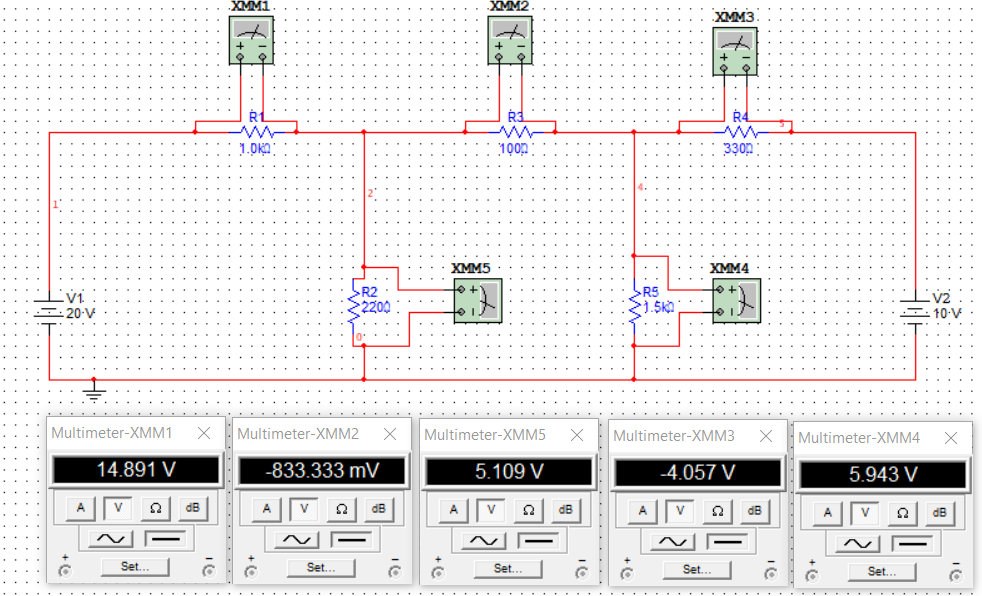 XMM1
XMM2
XMM3
+ −
+ −
+ −
R1
R3
R4
5
1.0kΩ
100Ω
330Ω
1
2
4
XMM5
XMM4
V1
20 V
R2
220Ω
+
R5
1.5kΩ
+
V2
10 V
0
Multimeter-XMM1
Multimeter-XMM2
Multimeter-XMM5
Multimeter-XMM3
Multimeter-XMM4
14.891 V
-833.333 mV
5.109 V
-4.057 V
5.943 V
A V Ω dB
A V Ω dB
A V Ω dB
A V Ω dB
A V Ω dB
+ Set... −
+ Set... −
+ Set... −
+ Set... −
+ Set... −